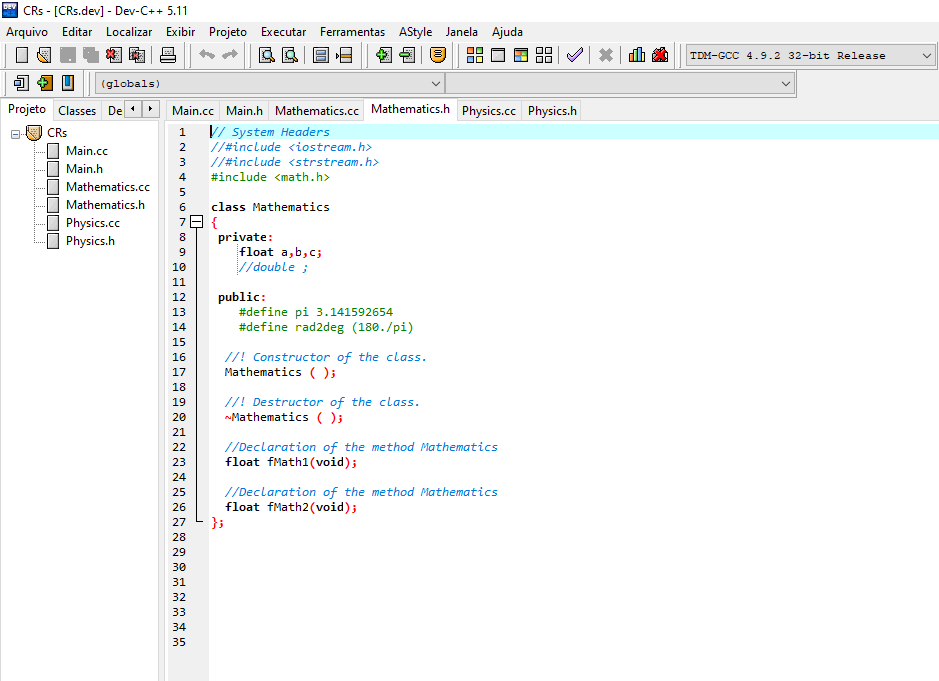 CRs - [CRs.dev] - Dev-C++ 5.11
Arquivo Editar Localizar Exibir Projeto Executar Ferramentas AStyle Janela Ajuda
TDM-GCC 4.9.2 32-bit Release
(globals)
Projeto Classes De
Main.cc Main.h Mathematics.cc Mathematics.h Physics.cc Physics.h
CRs
Main.cc
Main.h
Mathematics.cc
Mathematics.h
Physics.cc
Physics.h
1 // System Headers
2 //#include <iostream.h>
3 //#include <strstream.h>
4 #include <math.h>
5
6 class Mathematics
7 {
8 private:
9 float a,b,c;
10 //double ;
11
12 public:
13 #define pi 3.141592654
14 #define rad2deg (180./pi)
15
16 //! Constructor of the class.
17 Mathematics ( );
18
19 //! Destructor of the class.
20 ~Mathematics ( );
21
22 //Declaration of the method Mathematics
23 float fMath1(void);
24
25 //Declaration of the method Mathematics
26 float fMath2(void);
27 };
28
29
30
31
32
33
34
35